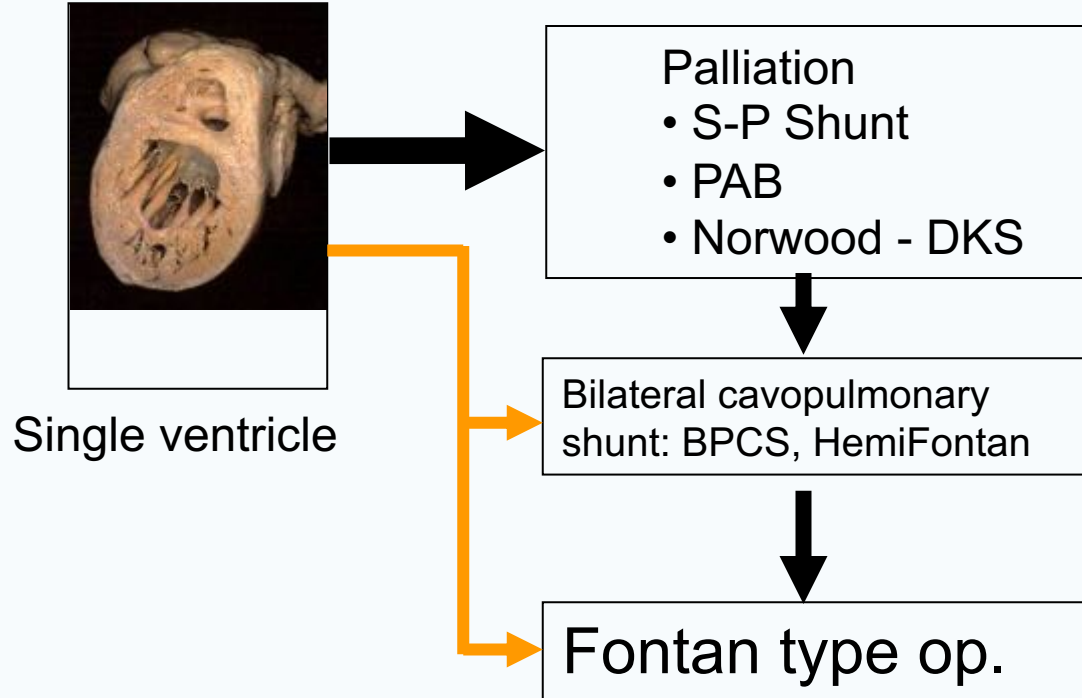 Palliation
• S-P Shunt
• PAB
• Norwood - DKS
Single ventricle
Bilateral cavopulmonary
shunt: BPCS, HemiFontan
Fontan type op.